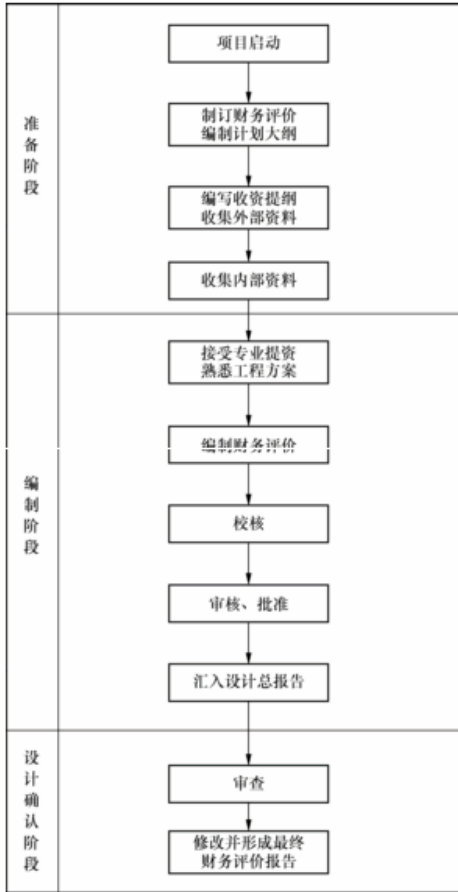 准备阶段
项目启动
制订财务评价
编制计划大纲
编写收资提纲
收集外部资料
收集内部资料
编制阶段
接受专业提资
熟悉工程方案
编制财务评价
校核
审核、批准
汇入设计总报告
设计确认阶段
审查
修改并形成最终
财务评价报告